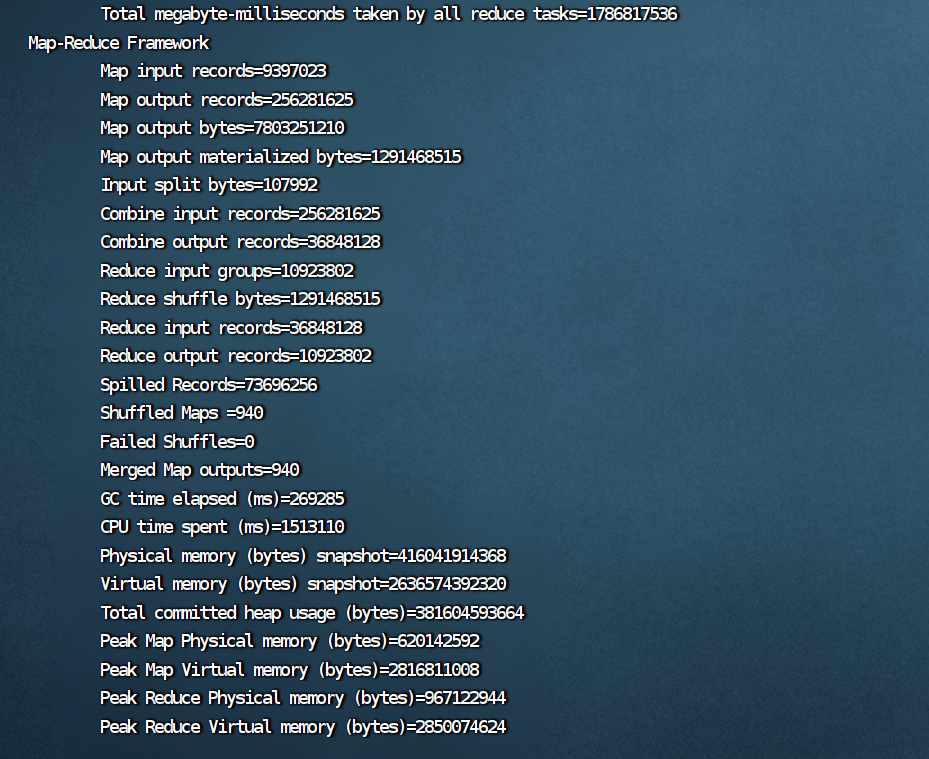 Total megabyte-milliseconds taken by all reduce tasks=1786817536
Map-Reduce Framework
Map input records=9397023
Map output records=256281625
Map output bytes=7803251210
Map output materialized bytes=1291468515
Input split bytes=107992
Combine input records=256281625
Combine output records=36848128
Reduce input groups=10923802
Reduce shuffle bytes=1291468515
Reduce input records=36848128
Reduce output records=10923802
Spilled Records=73696256
Shuffled Maps =940
Failed Shuffles=0
Merged Map outputs=940
GC time elapsed (ms)=269285
CPU time spent (ms)=1513110
Physical memory (bytes) snapshot=416041914368
Virtual memory (bytes) snapshot=2636574392320
Total committed heap usage (bytes)=381604593664
Peak Map Physical memory (bytes)=620142592
Peak Map Virtual memory (bytes)=2816811008
Peak Reduce Physical memory (bytes)=967122944
Peak Reduce Virtual memory (bytes)=2850074624